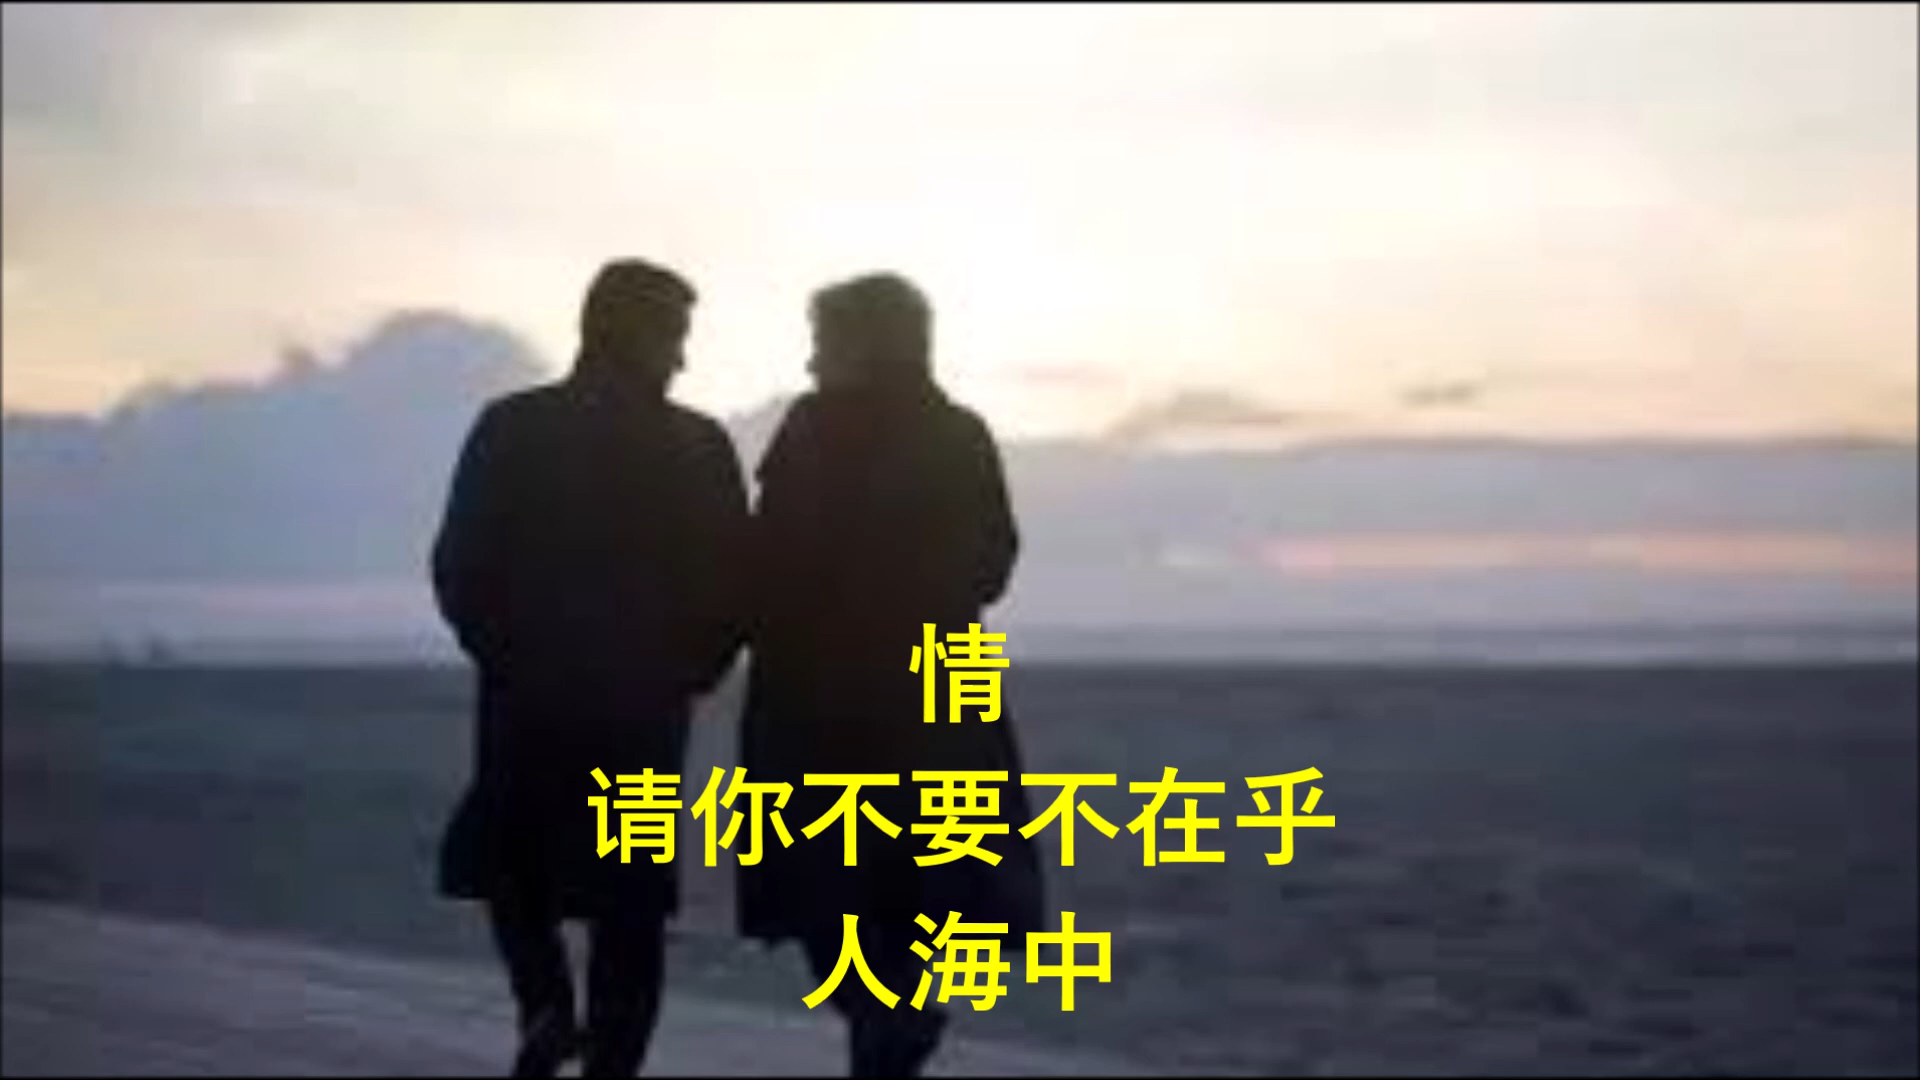 情
请你不要不在乎
人海中